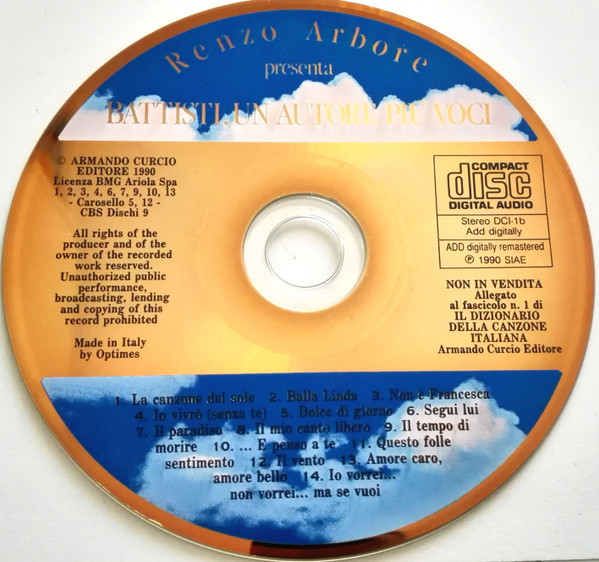 Renzo Arbore
presenta
BATTISTI, UN AUTORE PIÙ VOCI
© ARMANDO CURCIO
EDITORE 1990
Licenza BMG Ariola Spa
1, 2, 3, 4, 6, 7, 9, 10, 13
- Carosello 5, 12 -
CBS Dischi 9
All rights of the
producer and of the
owner of the recorded
work reserved.
Unauthorized public
performance,
broadcasting, lending
and copying of this
record prohibited
Made in Italy
by Optimes
COMPACT
disc
DIGITAL AUDIO
Stereo DCI-1b
Add digitally
ADD digitally remastered
℗ 1990 SIAE
NON IN VENDITA
Allegato
al fascicolo n. 1 di
IL DIZIONARIO
DELLA CANZONE
ITALIANA
Armando Curcio Editore
1. La canzone del sole 2. Balla Linda 3. Non è Francesca
4. Io vivrò (senza te) 5. Dolce di giorno 6. Segui lui
7. Il paradiso 8. Il mio canto libero 9. Il tempo di
morire 10. ... E penso a te 11. Questo folle
sentimento 12. Il vento 13. Amore caro,
amore bello 14. Io vorrei...
non vorrei... ma se vuoi